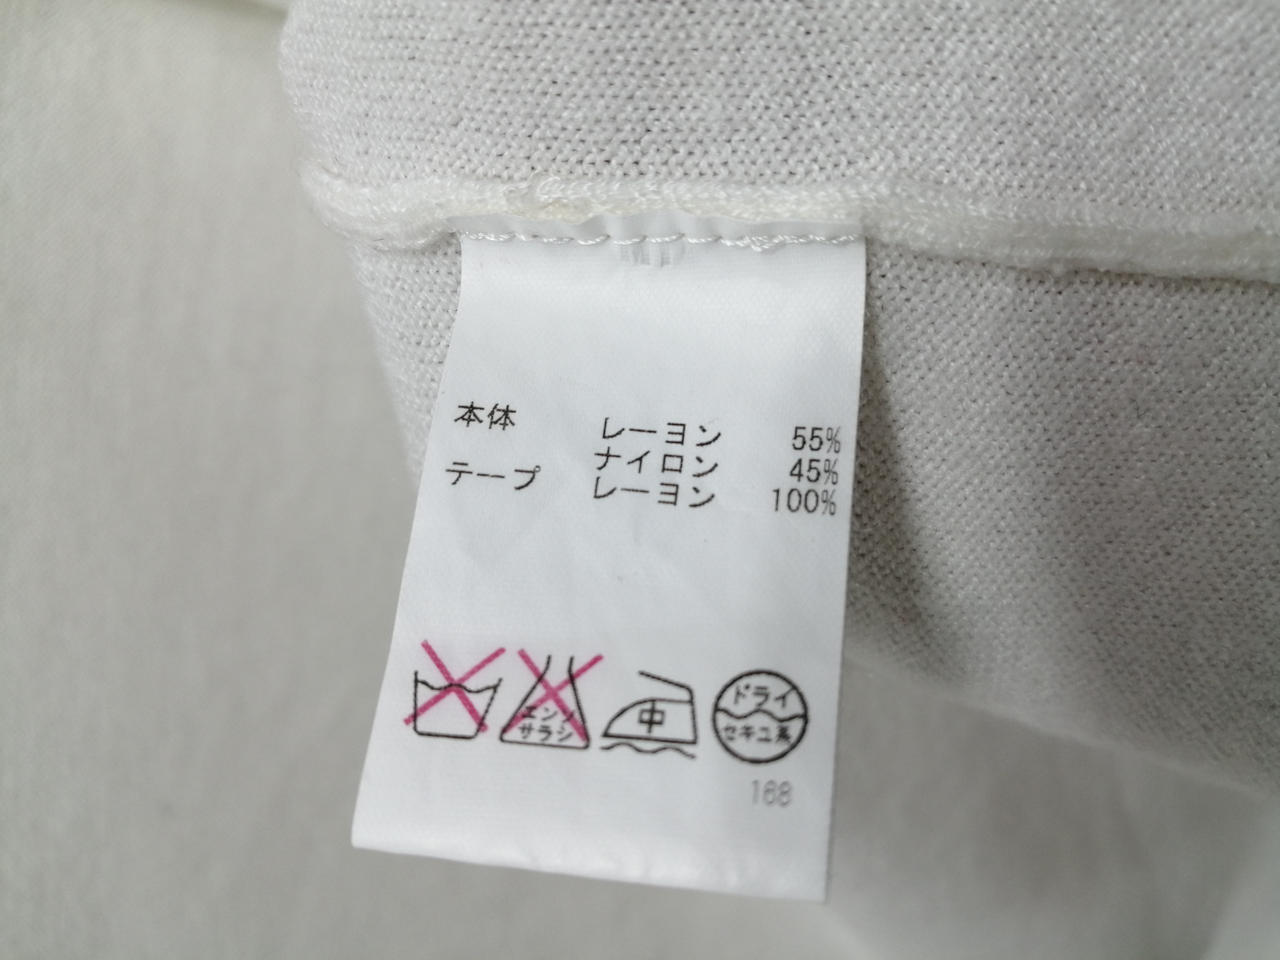 本体 レーヨン 55%
ナイロン 45%
テープ レーヨン 100%
エンソ
サラシ
中
ドライ
セキユ系
168